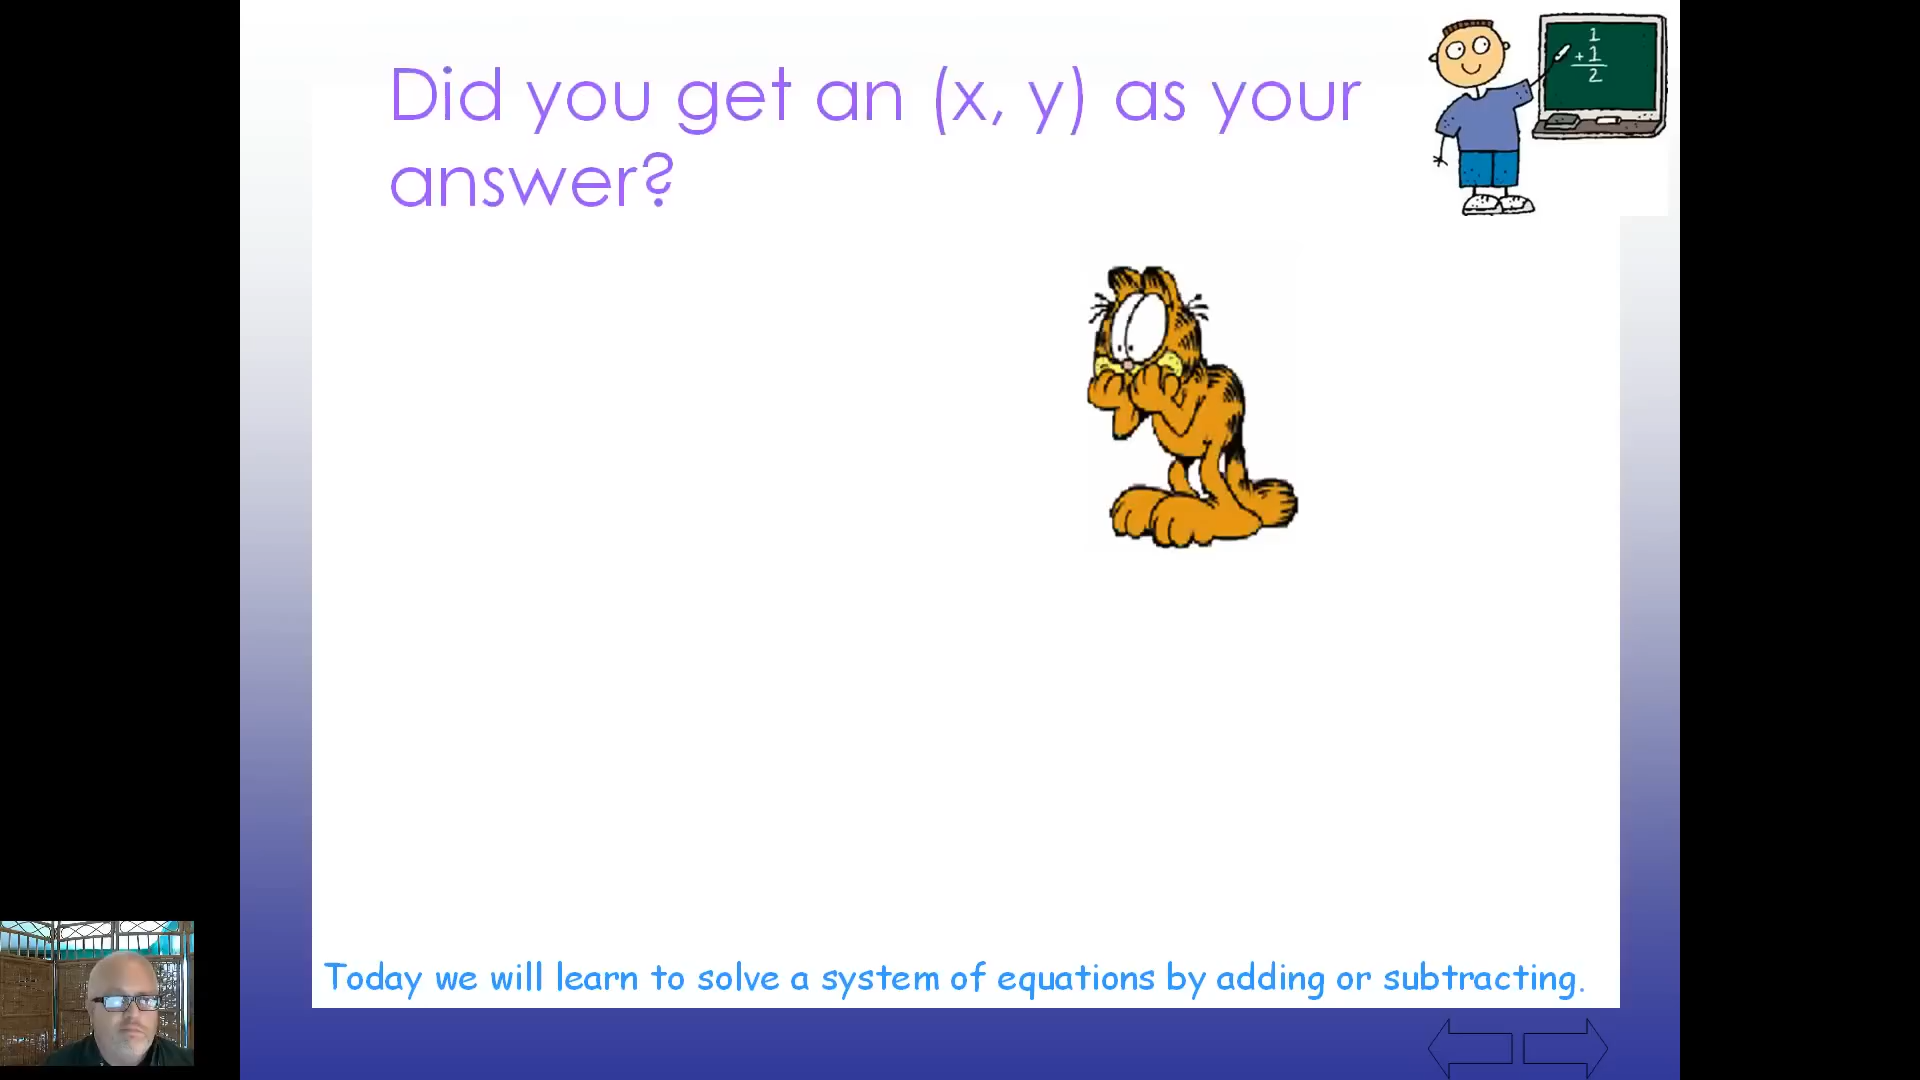 Did you get an (x, y) as your
answer?
1
+1
2
Today we will learn to solve a system of equations by adding or subtracting.